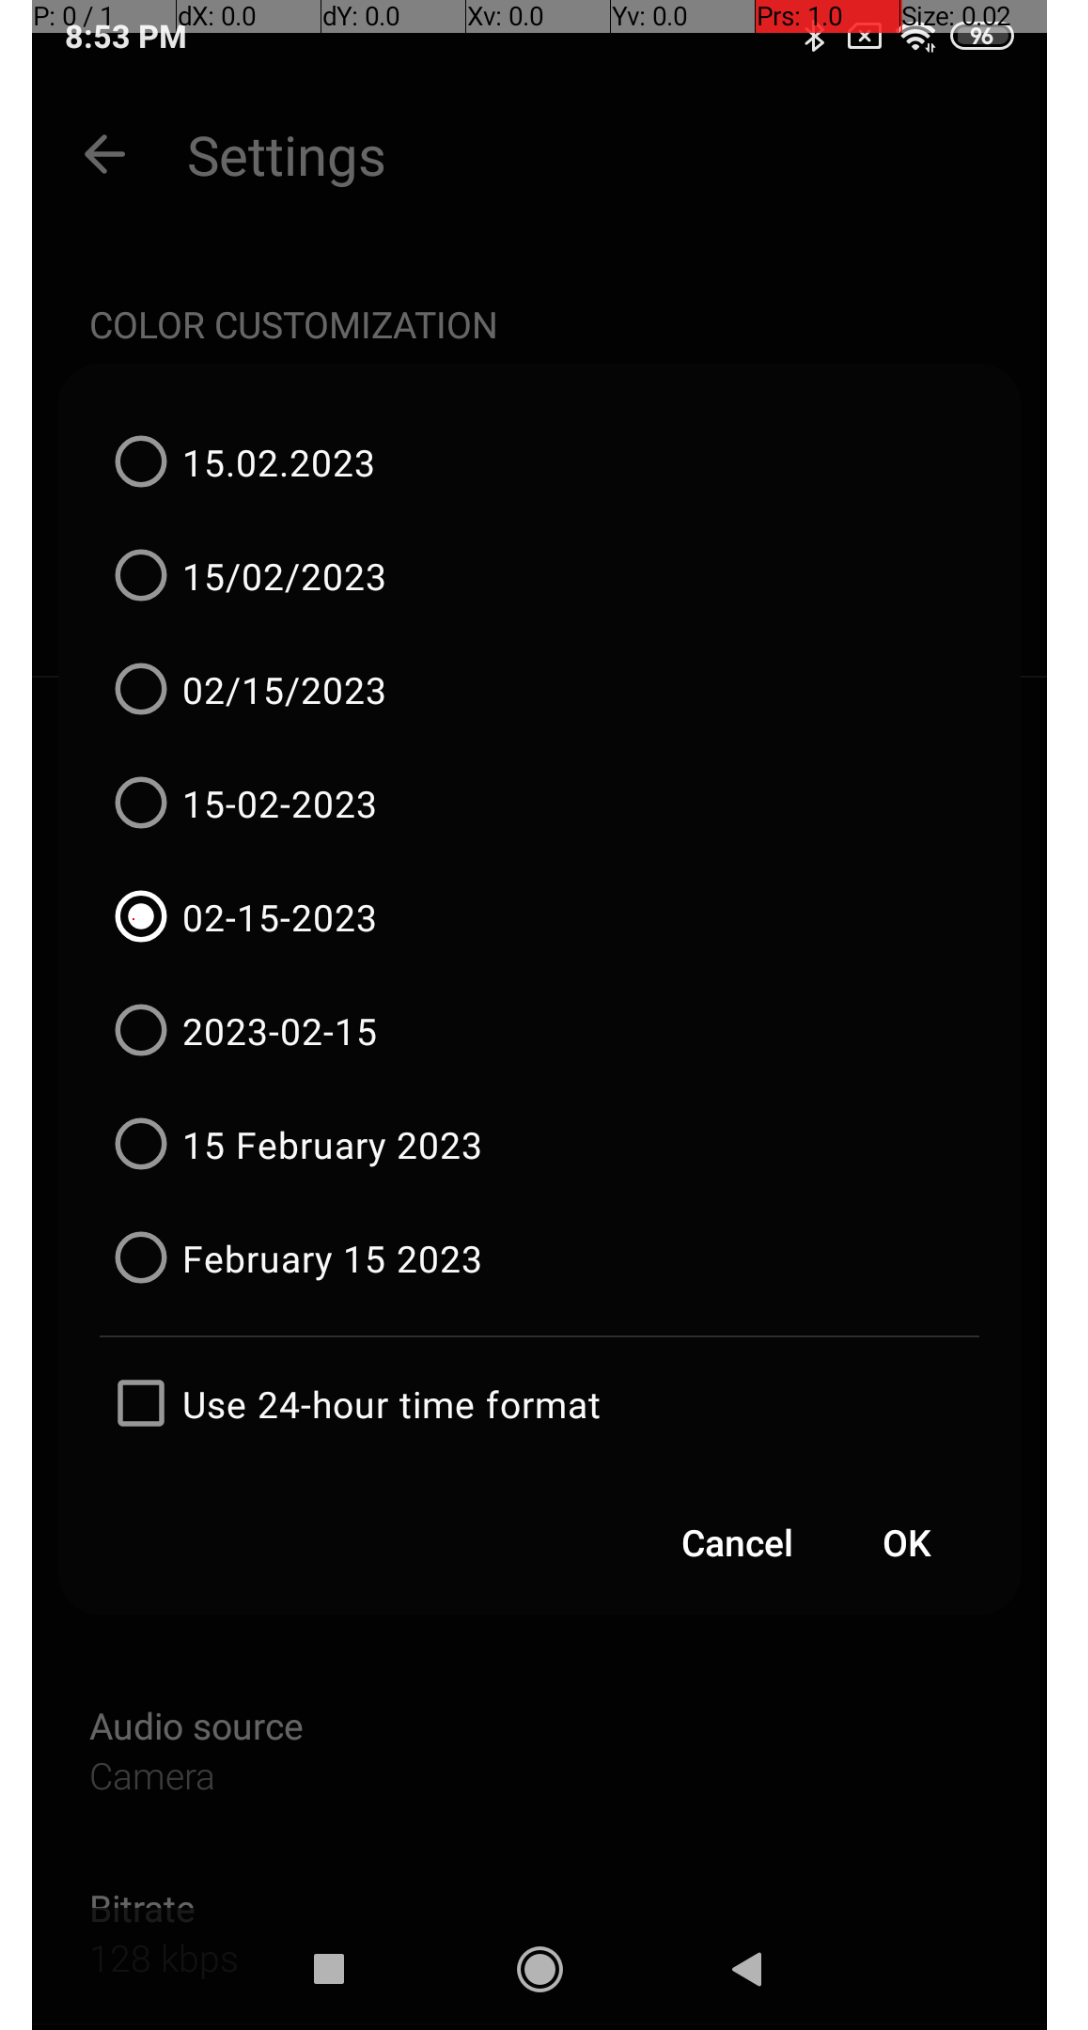 P: 0 / 1 dX: 0.0 dY: 0.0 Xv: 0.0 Yv: 0.0 Prs: 1.0 Size: 0.02
8:53 PM 96
Settings
COLOR CUSTOMIZATION
15.02.2023
15/02/2023
02/15/2023
15-02-2023
02-15-2023
2023-02-15
15 February 2023
February 15 2023
Use 24-hour time format
Cancel OK
Audio source
Camera
Bitrate
128 kbps